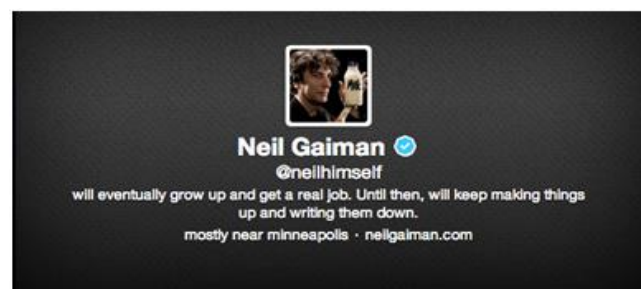 Neil Gaiman
@neilhimself
will eventually grow up and get a real job. Until then, will keep making things
up and writing them down.
mostly near minneapolis · neilgaiman.com